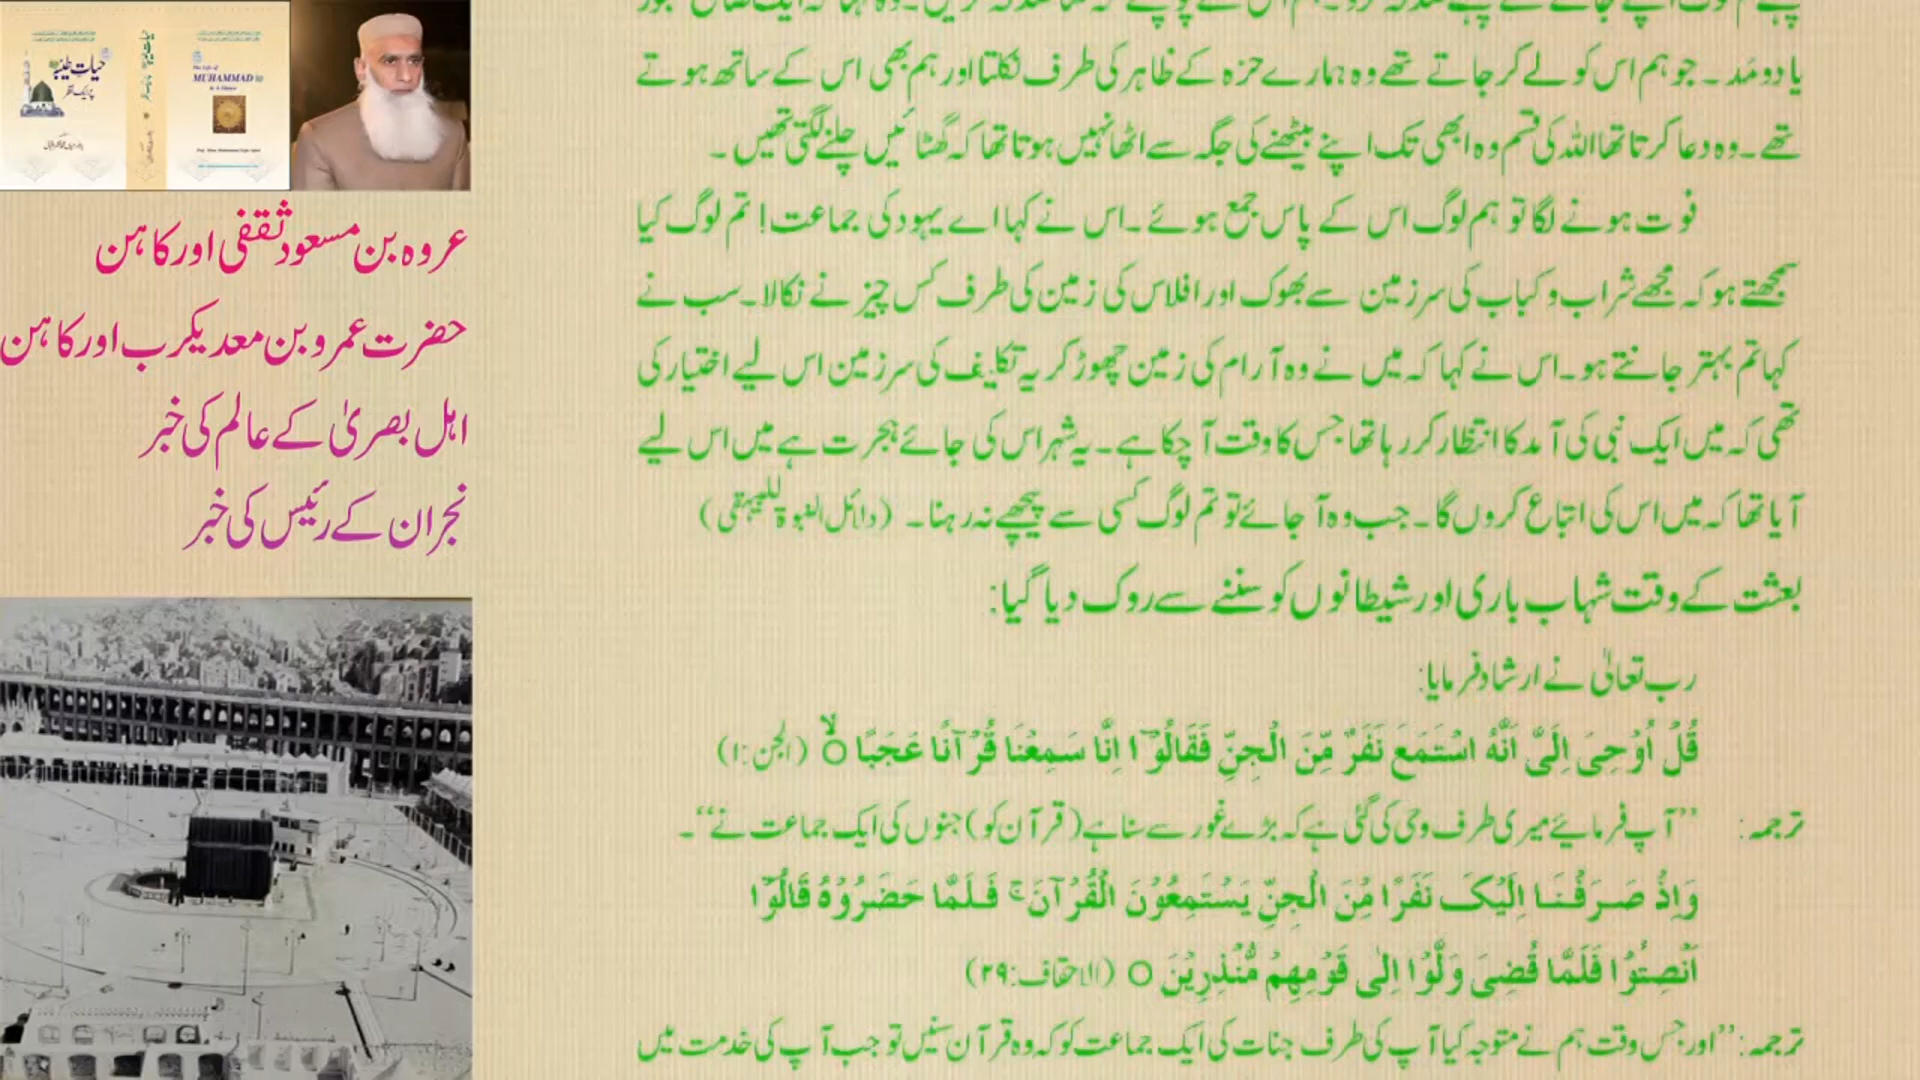 حیاتِ طیبہ
پر ایک نظر
The Life of
MUHAMMAD
عروہ بن مسعود ثقفی اور کاہن
حضرت عمرو بن معدیکرب اور کاہن
اہل بصریٰ کے عالم کی خبر
نجران کے رئیس کی خبر
یا دو مُد ۔ جو ہم اس کو لے کر جاتے تھے وہ ہمارے حرّہ کے ظاہر کی طرف نکلتا اور ہم بھی اس کے ساتھ ہوتے
تھے۔ وہ دعا کرتا تھا اللہ کی قسم وہ ابھی تک اپنے بیٹھنے کی جگہ سے اٹھا نہیں ہوتا تھا کہ گھٹائیں چلنے لگتی تھیں ۔
فوت ہونے لگا تو ہم لوگ اس کے پاس جمع ہوئے ۔ اس نے کہا اے یہود کی جماعت! تم لوگ کیا
سمجھتے ہو کہ مجھے شراب و کباب کی سرزمین سے بھوک اور افلاس کی زمین کی طرف کس چیز نے نکالا۔ سب نے
کہا تم بہتر جانتے ہو۔ اس نے کہا کہ میں نے وہ آرام کی زمین چھوڑ کر یہ تکالیف کی سرزمین اس لیے اختیار کی
تھی کہ میں ایک نبی کی آمد کا انتظار کر رہا تھا جس کا وقت آ چکا ہے۔ یہ شہر اس کی جائے ہجرت ہے میں اس لیے
آیا تھا کہ میں اس کی اتباع کروں گا۔ جب وہ آ جائے تو تم لوگ کسی سے پیچھے نہ رہنا۔ (دلائل النبوۃ للبیہقی)
بعثت کے وقت شہاب باری اور شیطانوں کو سننے سے روک دیا گیا:
رب تعالیٰ نے ارشاد فرمایا:
قُلْ اُوْحِیَ اِلَیَّ اَنَّہُ اسْتَمَعَ نَفَرٌ مِّنَ الْجِنِّ فَقَالُوْٓا اِنَّا سَمِعْنَا قُرْآنًا عَجَبًا ۙ (الجن:۱)
ترجمہ: ”آپ فرمایئے میری طرف وحی کی گئی ہے کہ بڑے غور سے سنا ہے (قرآن کو) جنوں کی ایک جماعت نے“۔
وَاِذْ صَرَفْنَا اِلَیْکَ نَفَرًا مِّنَ الْجِنِّ یَسْتَمِعُوْنَ الْقُرْآنَ ۚ فَلَمَّا حَضَرُوْہُ قَالُوْٓا
اَنْصِتُوْا فَلَمَّا قُضِیَ وَلَّوْا اِلٰی قَوْمِہِمْ مُّنْذِرِیْنَ ○ (الاحقاف:۲۹)
ترجمہ: ”اور جس وقت ہم نے متوجہ کیا آپ کی طرف جنات کی ایک جماعت کو کہ وہ قرآن سنیں تو جب آپ کی خدمت میں